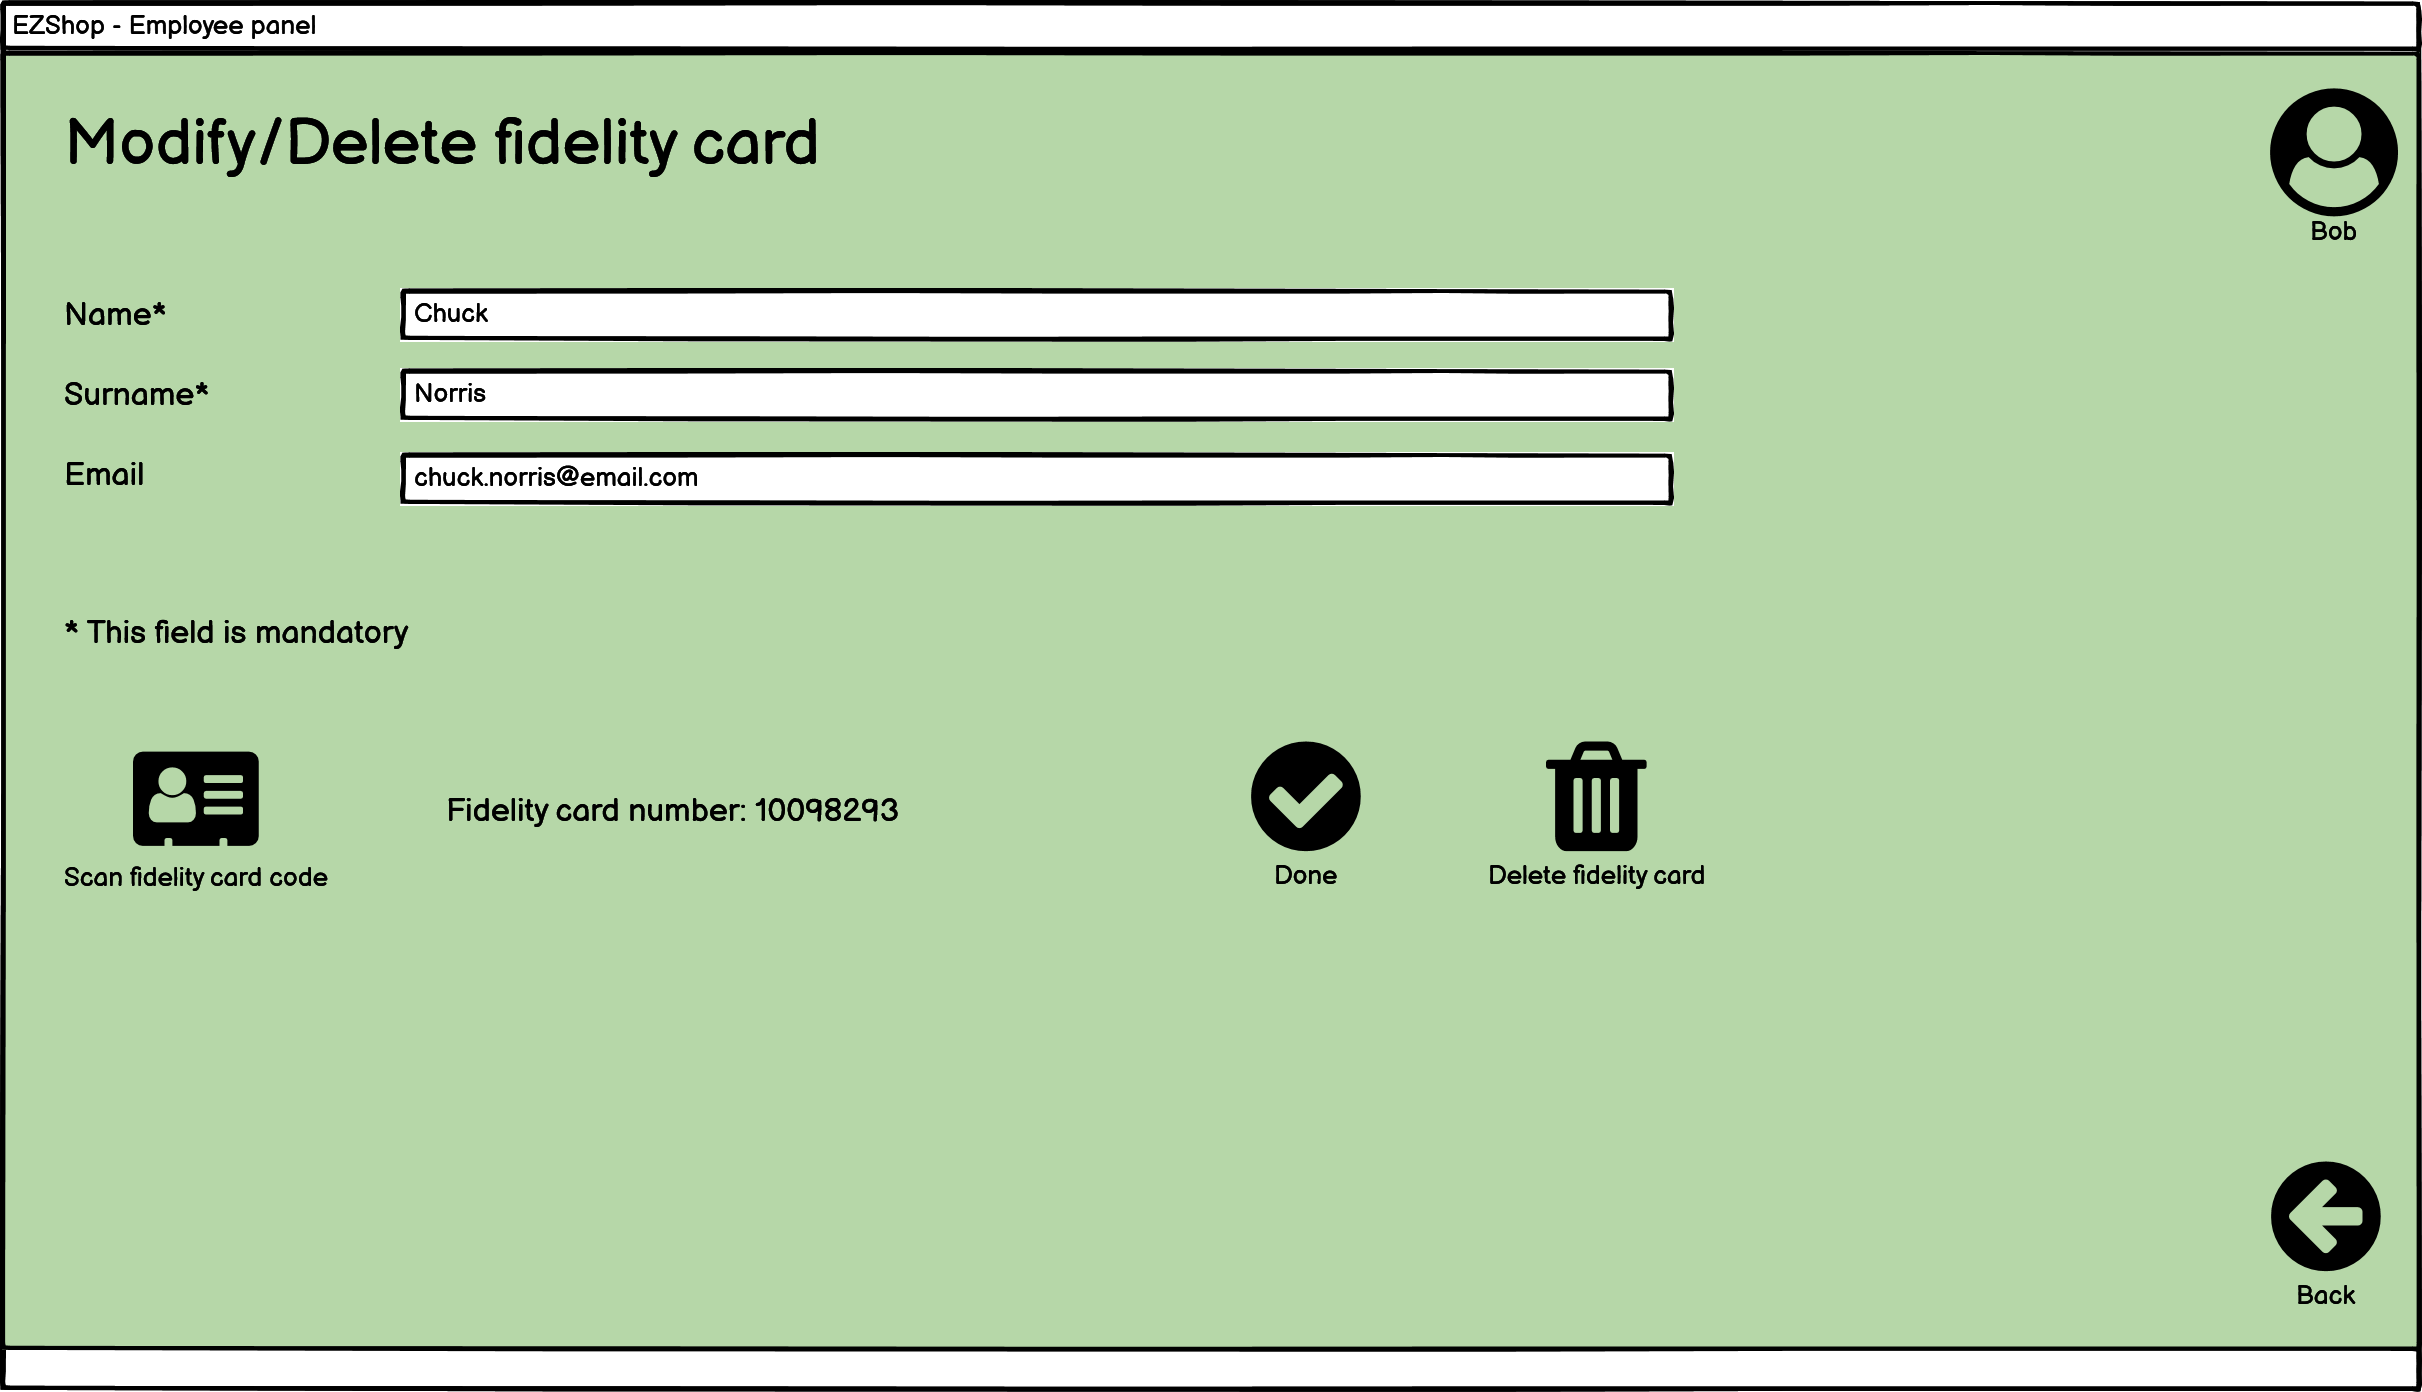 EZShop - Employee panel
Modify/Delete fidelity card
Bob
Name*
Chuck
Surname*
Norris
Email
chuck.norris@email.com
* This field is mandatory
Fidelity card number: 10098293
Scan fidelity card code
Done
Delete fidelity card
Back